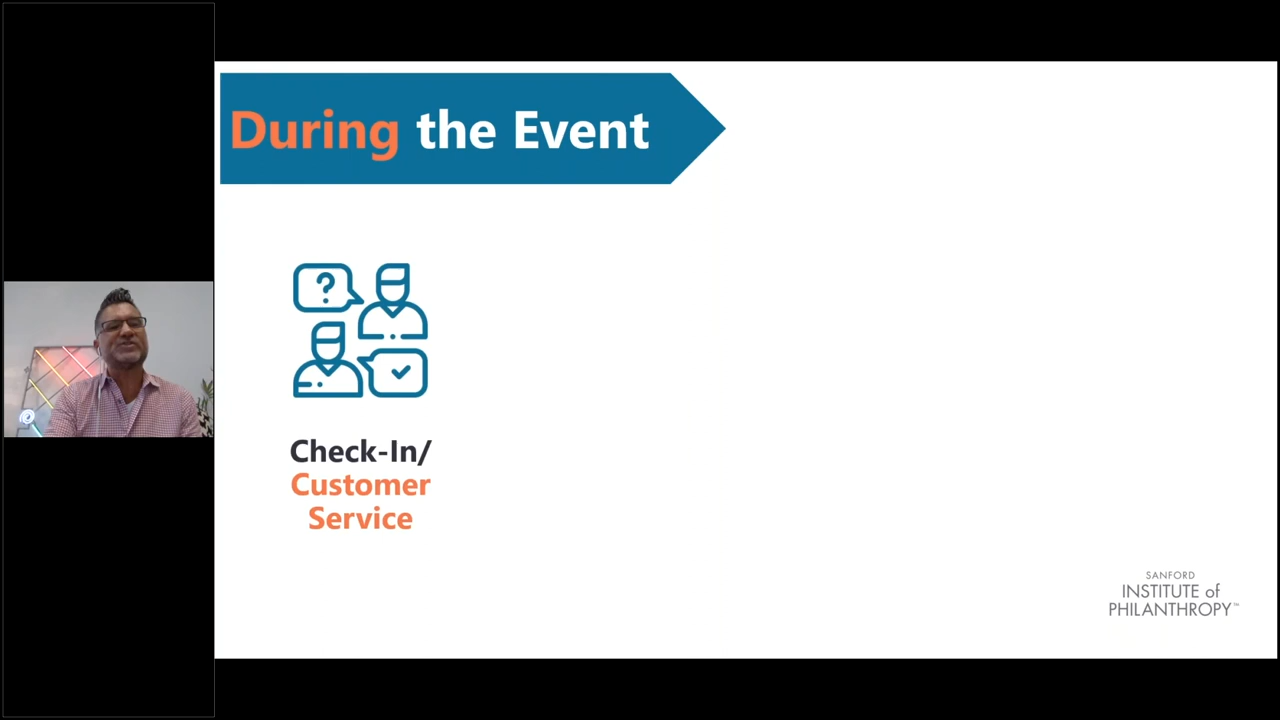 During the Event
?
Check-In/
Customer
Service
SANFORD
INSTITUTE of
PHILANTHROPY™